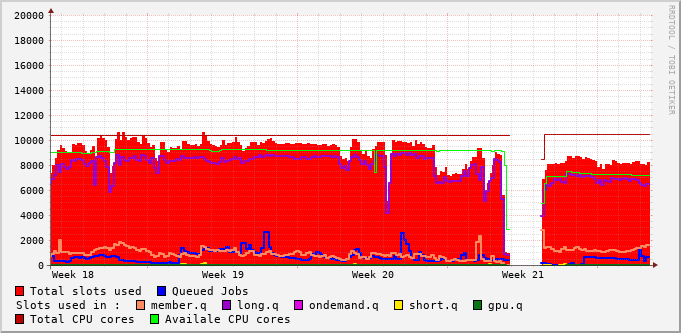 RRDTOOL / TOBI OETIKER
20000
18000
16000
14000
12000
10000
8000
6000
4000
2000
0
Week 18 Week 19 Week 20 Week 21
Total slots used Queued Jobs
Slots used in : member.q long.q ondemand.q short.q gpu.q
Total CPU cores Availale CPU cores